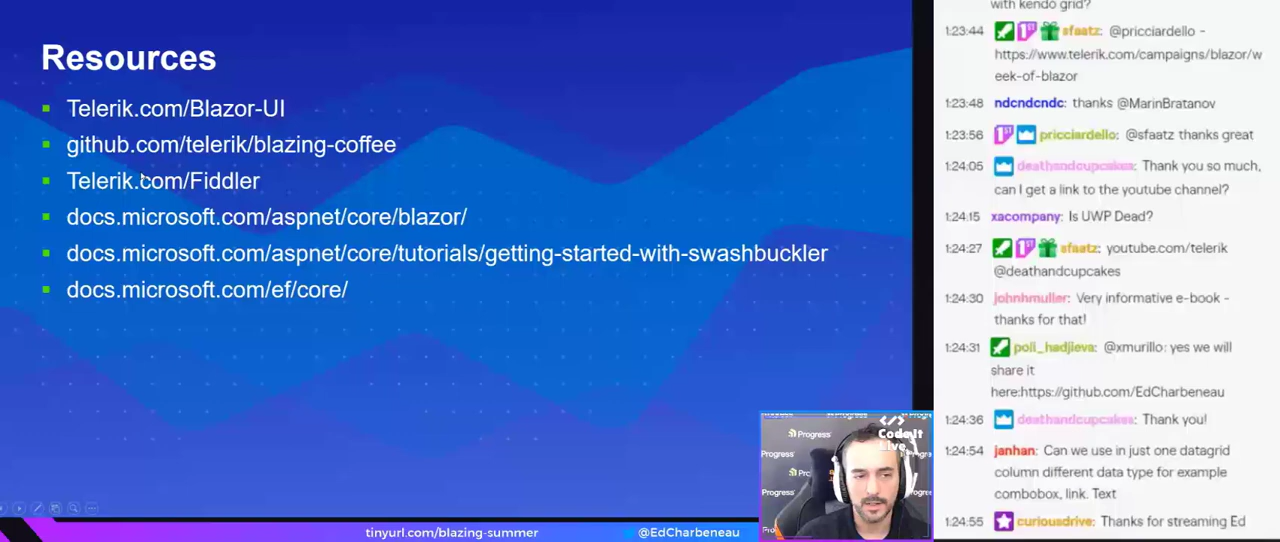 Resources
Telerik.com/Blazor-UI
github.com/telerik/blazing-coffee
Telerik.com/Fiddler
docs.microsoft.com/aspnet/core/blazor/
docs.microsoft.com/aspnet/core/tutorials/getting-started-with-swashbuckler
docs.microsoft.com/ef/core/
Progress
Code It
Live
Progress
Progress
Progress
tinyurl.com/blazing-summer
@EdCharbeneau
with kendo grid?
1:23:44 sfaatz: @pricciardello -
https://www.telerik.com/campaigns/blazor/w
eek-of-blazor
1:23:48 ndcndcndc: thanks @MarinBratanov
1:23:56 pricciardello: @sfaatz thanks great
1:24:05 deathandcupcakes: Thank you so much,
can I get a link to the youtube channel?
1:24:15 xacompany: Is UWP Dead?
1:24:27 sfaatz: youtube.com/telerik
@deathandcupcakes
1:24:30 johnhmuller: Very informative e-book -
thanks for that!
1:24:31 poli_hadjieva: @xmurillo: yes we will
share it
here:https://github.com/EdCharbeneau
1:24:36 deathandcupcakes: Thank you!
1:24:54 janhan: Can we use in just one datagrid
column different data type for example
combobox, link. Text
1:24:55 curiousdrive: Thanks for streaming Ed